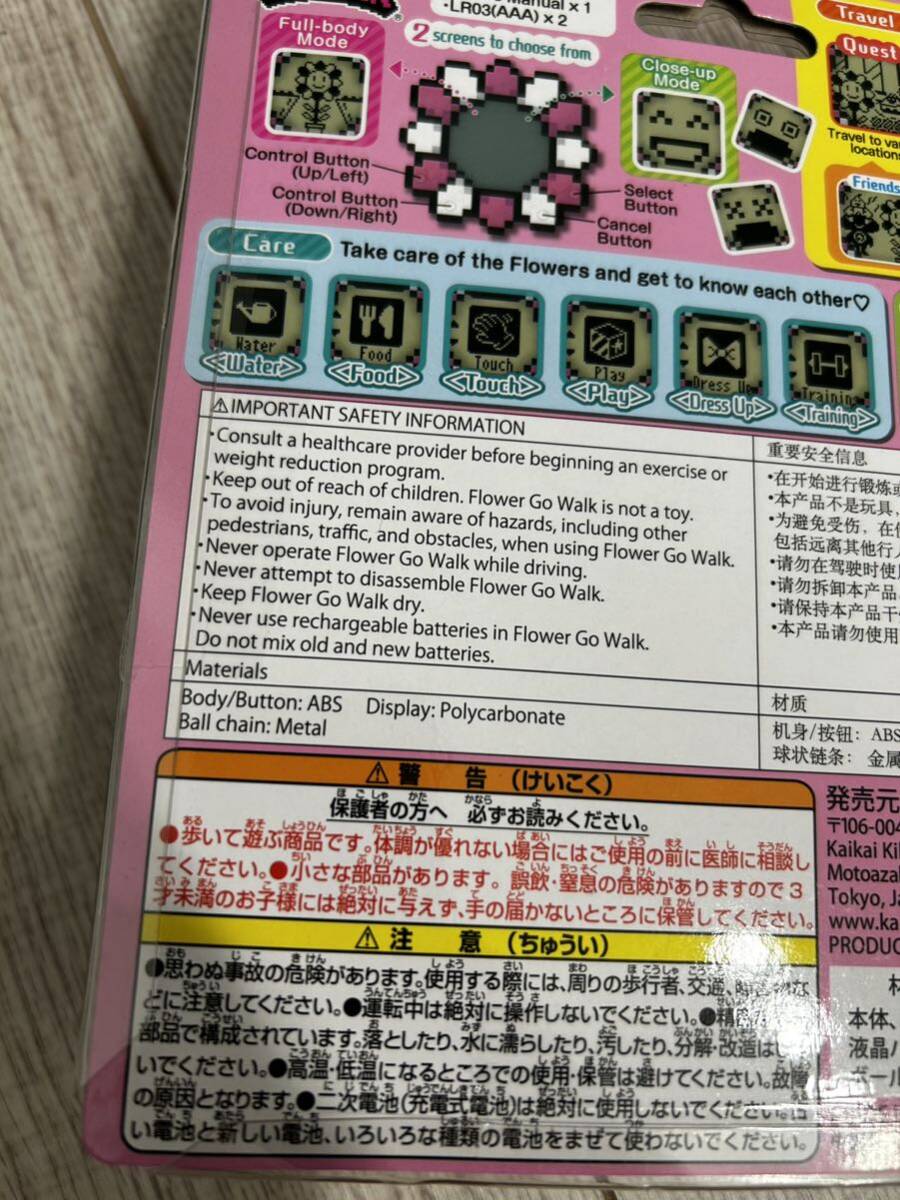 Manual x 1
・LR03(AAA) x 2
Full-body
Mode
2 screens to choose from
Close-up
Mode
Travel
Quest
Travel to
locations
Friends
Control Button
(Up/Left)
Control Button
(Down/Right)
Select
Button
Cancel
Button
Care
Take care of the Flowers and get to know each other♡
Water
Food
Touch
Play
Dress Up
Training
<Water>
<Food>
<Touch>
<Play>
<Dress Up>
<Training>
⚠IMPORTANT SAFETY INFORMATION
・Consult a healthcare provider before beginning an exercise or
weight reduction program.
・Keep out of reach of children. Flower Go Walk is not a toy.
・To avoid injury, remain aware of hazards, including other
pedestrians, traffic, and obstacles, when using Flower Go Walk.
・Never operate Flower Go Walk while driving.
・Never attempt to disassemble Flower Go Walk.
・Keep Flower Go Walk dry.
・Never use rechargeable batteries in Flower Go Walk.
Do not mix old and new batteries.
重要安全信息
・在开始进行锻炼或
・本产品不是玩具,
・为避免受伤，在使
包括远离其他行人
・请勿在驾驶时使用
・请勿拆卸本产品
・请保持本产品干
・本产品请勿使用
Materials
Body/Button: ABS Display: Polycarbonate
Ball chain: Metal
材质
机身/按钮：ABS
球状链条：金属
⚠警 告（けいこく）
保護者の方へ 必ずお読みください。
●歩いて遊ぶ商品です。体調が優れない場合にはご使用の前に医師に相談し
てください。●小さな部品があります。誤飲・窒息の危険がありますので3
才未満のお子様には絶対に与えず、手の届かないところに保管してください。
⚠注 意（ちゅうい）
●思わぬ事故の危険があります。使用する際には、周りの歩行者、交通、障害物な
どに注意してください。●運転中は絶対に操作しないでください。●精
部品で構成されています。落としたり、水に濡らしたり、汚したり、分解・改造は
いでください。●高温・低温になるところでの使用・保管は避けてください。故障
の原因となります。●二次電池(充電式電池)は絶対に使用しないでください。古
い電池と新しい電池、いろいろな種類の電池をまぜて使わないでください。
発売元
〒106-004
Kaikai Ki
Motoaza
Tokyo, Ja
www.ka
PRODUC
材
本体、
液晶パ
ボール